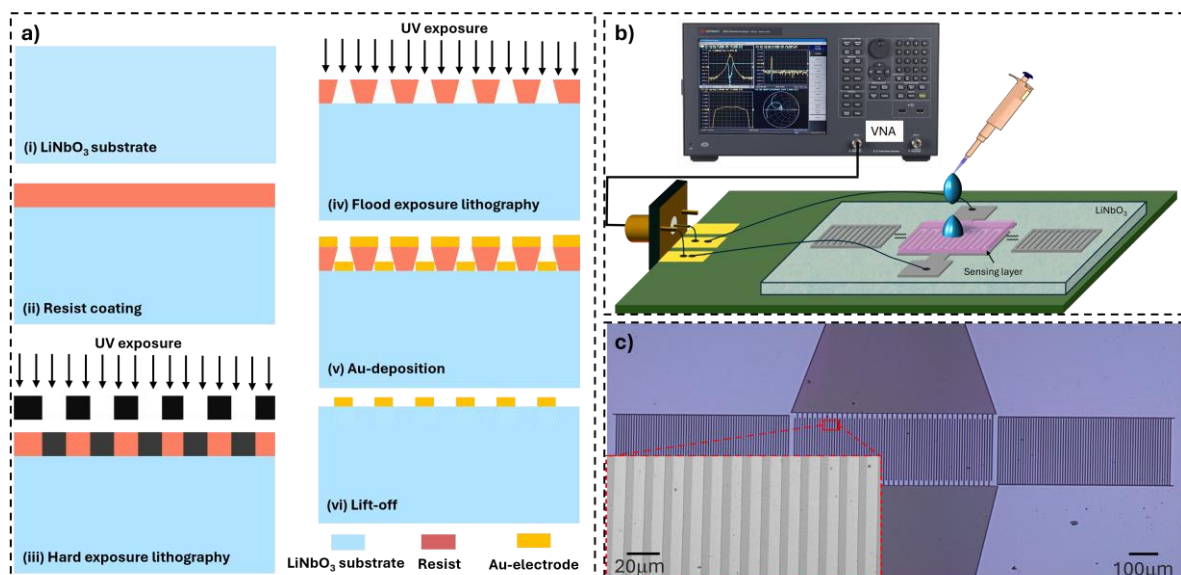 a)
UV exposure
(i) LiNbO₃ substrate
(iv) Flood exposure lithography
(ii) Resist coating
UV exposure
(v) Au-deposition
(iii) Hard exposure lithography
(vi) Lift-off
LiNbO₃ substrate
Resist
Au-electrode
b)
VNA
LiNbO₃
Sensing layer
c)
20μm
100μm